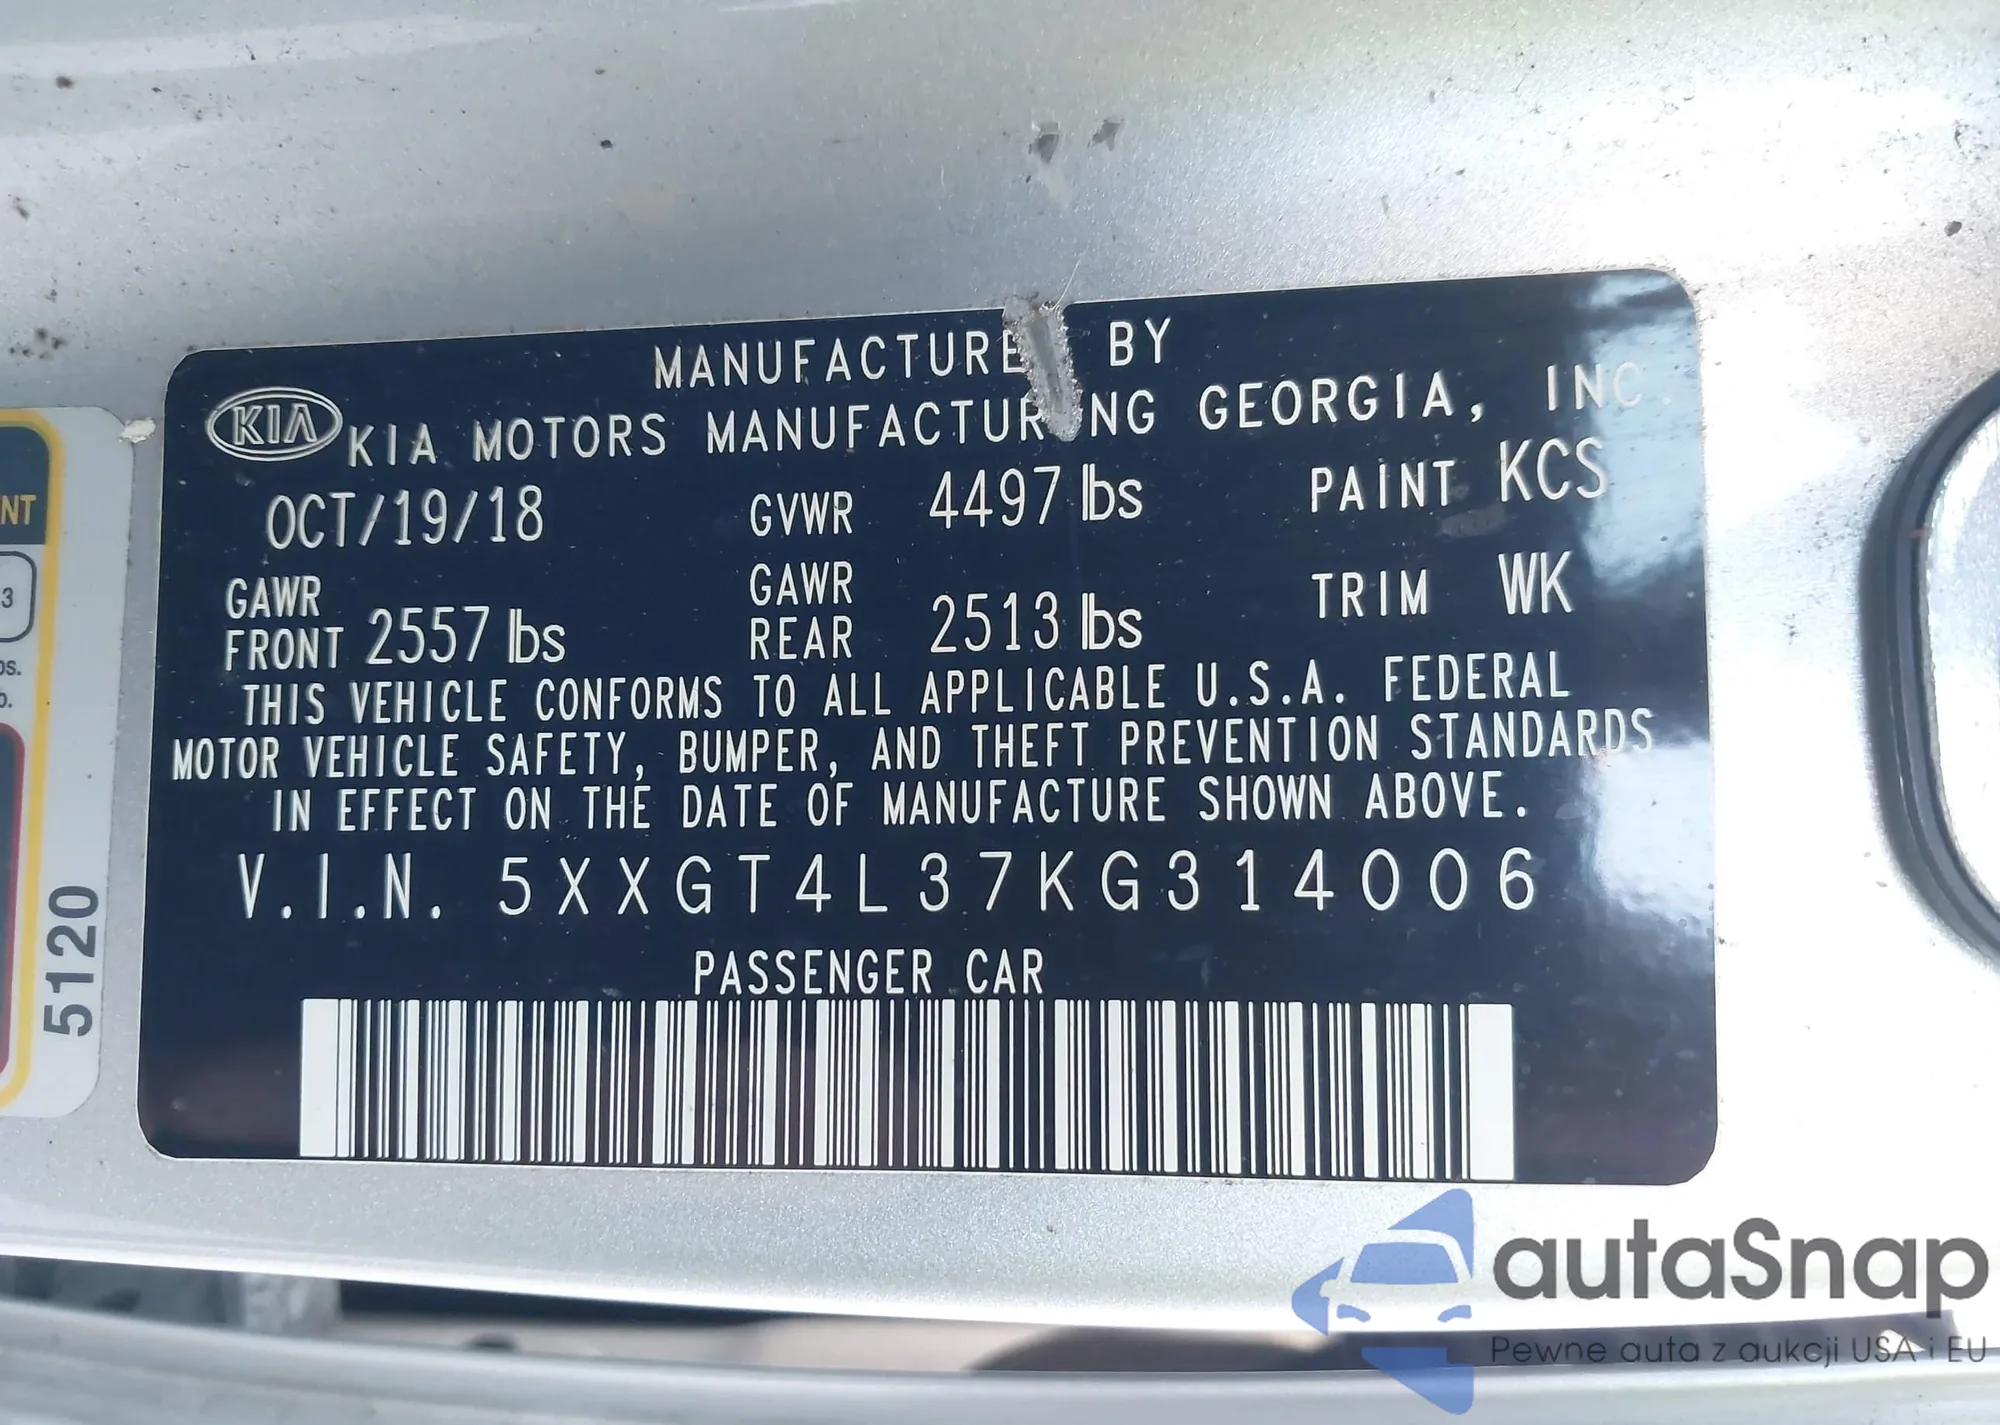 MANUFACTURE BY
KIA KIA MOTORS MANUFACTURING GEORGIA, INC.
OCT/19/18 GVWR 4497 lbs PAINT KCS
GAWR FRONT 2557 lbs GAWR REAR 2513 lbs TRIM WK
THIS VEHICLE CONFORMS TO ALL APPLICABLE U.S.A. FEDERAL
MOTOR VEHICLE SAFETY, BUMPER, AND THEFT PREVENTION STANDARDS
IN EFFECT ON THE DATE OF MANUFACTURE SHOWN ABOVE.
V.I.N. 5XXGT4L37KG314006
PASSENGER CAR
NT
3
5120
autaSnap
Pewne auta z aukcji USA i EU